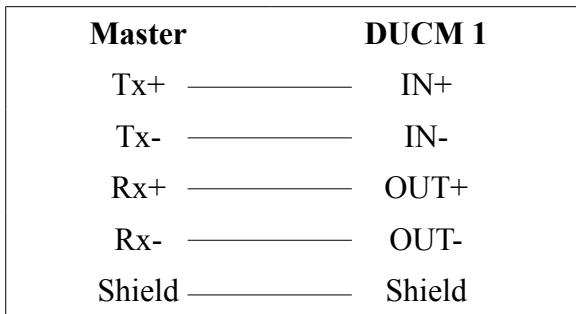 Master DUCM 1
Tx+ IN+
Tx- IN-
Rx+ OUT+
Rx- OUT-
Shield Shield